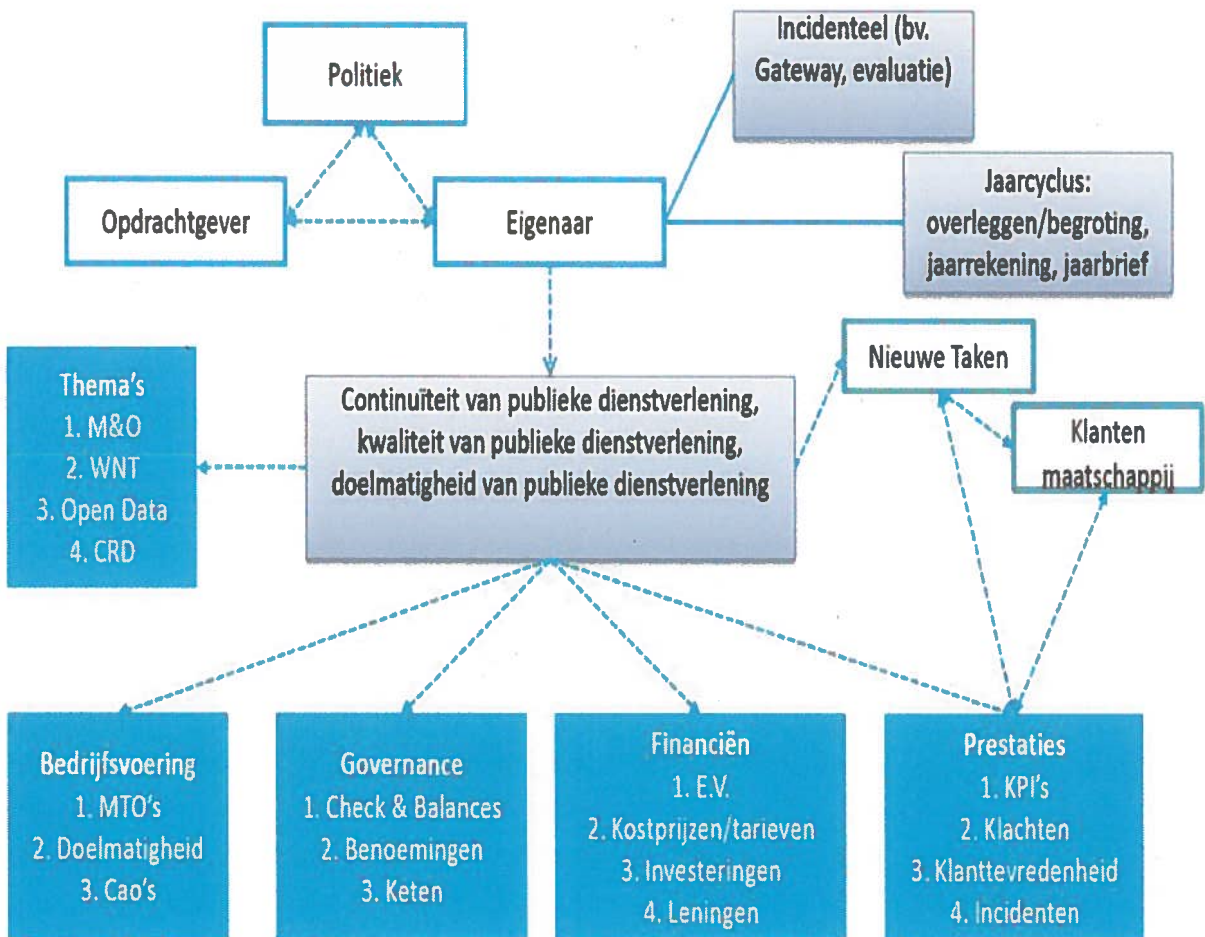 Politiek
Incidenteel (bv.
Gateway, evaluatie)
Opdrachtgever
Eigenaar
Jaarcyclus:
overleggen/begroting,
jaarrekening, jaarbrief
Thema's
1. M&O
2. WNT
3. Open Data
4. CRD
Continuïteit van publieke dienstverlening,
kwaliteit van publieke dienstverlening,
doelmatigheid van publieke dienstverlening
Nieuwe Taken
Klanten
maatschappij
Bedrijfsvoering
1. MTO's
2. Doelmatigheid
3. Cao's
Governance
1. Check & Balances
2. Benoemingen
3. Keten
Financiën
1. E.V.
2. Kostprijzen/tarieven
3. Investeringen
4. Leningen
Prestaties
1. KPI's
2. Klachten
3. Klanttevredenheid
4. Incidenten